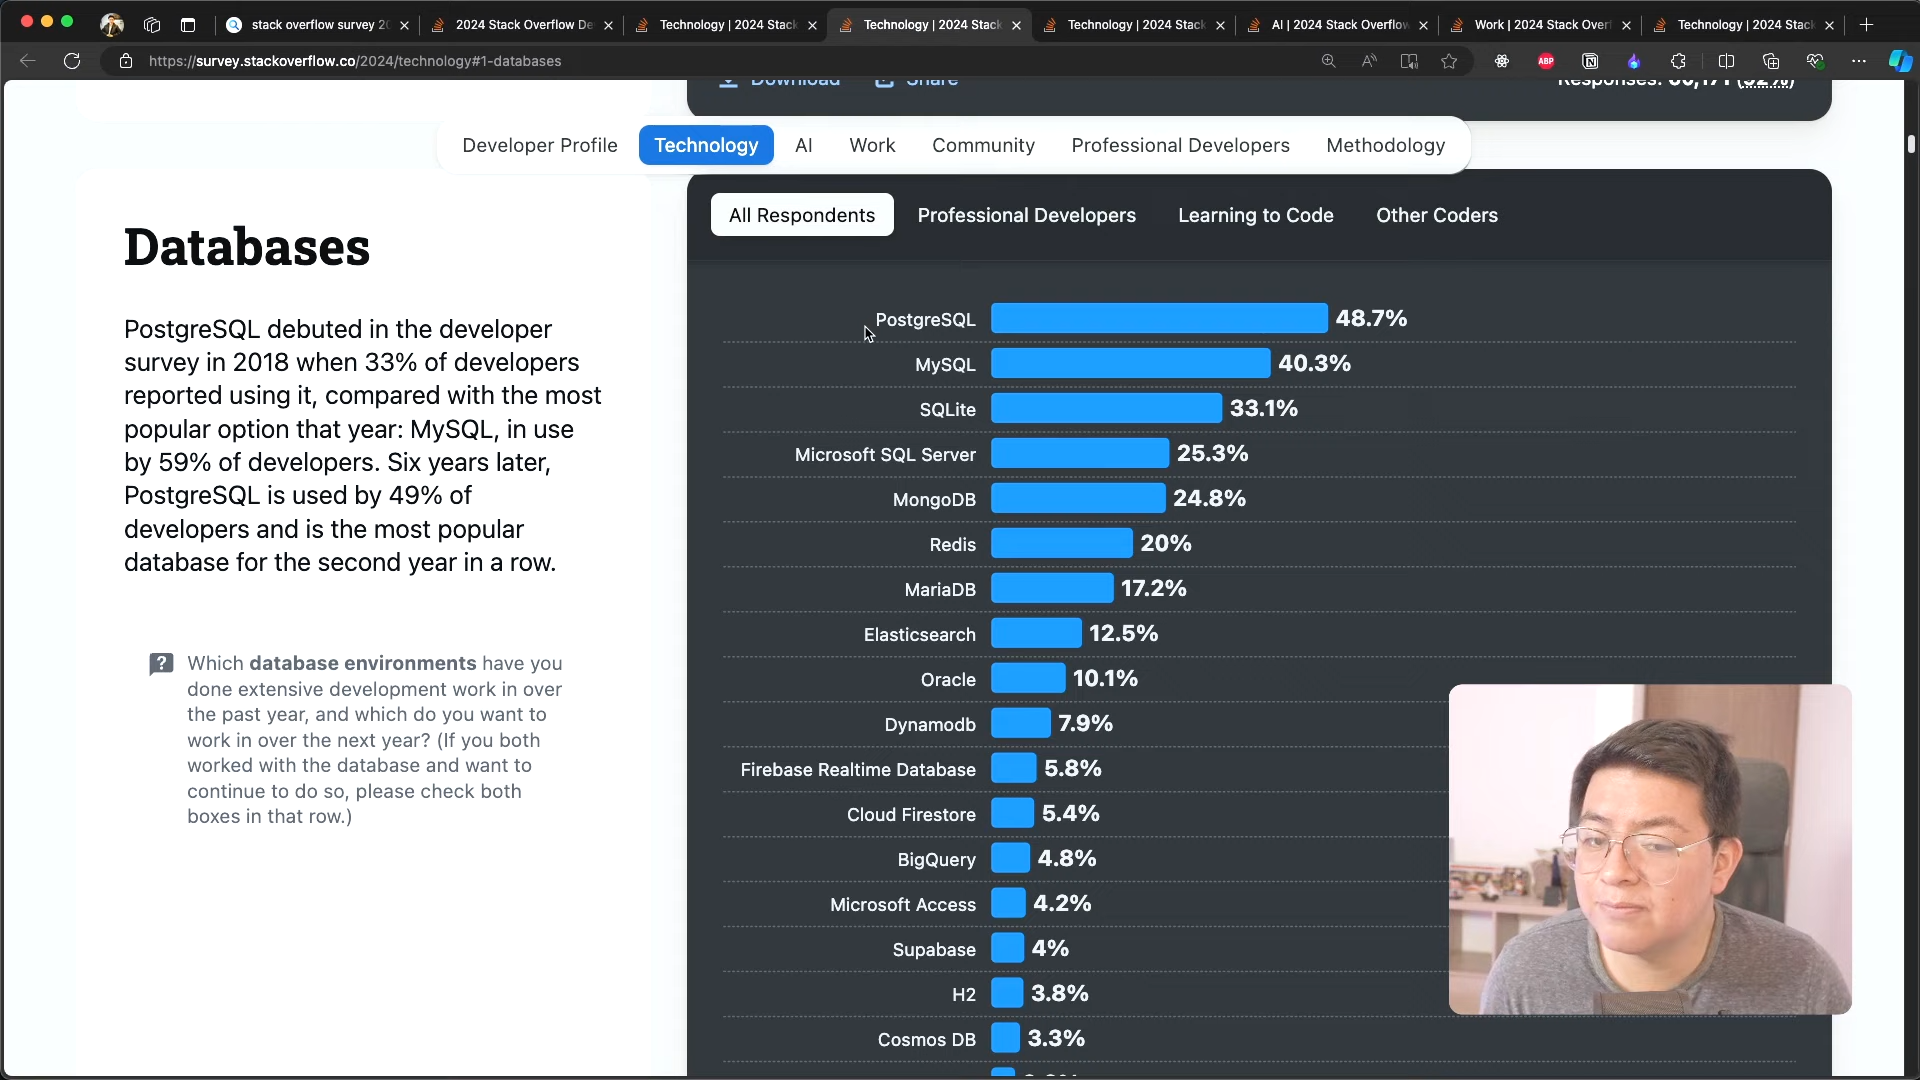 stack overflow survey 20
2024 Stack Overflow De
Technology | 2024 Stack
Technology | 2024 Stack
Technology | 2024 Stack
AI | 2024 Stack Overflow
Work | 2024 Stack Overf
Technology | 2024 Stack
https://survey.stackoverflow.co/2024/technology#1-databases
ABP
Download
Share
Developer Profile
Technology
AI
Work
Community
Professional Developers
Methodology
All Respondents
Professional Developers
Learning to Code
Other Coders
Databases
PostgreSQL debuted in the developer
survey in 2018 when 33% of developers
reported using it, compared with the most
popular option that year: MySQL, in use
by 59% of developers. Six years later,
PostgreSQL is used by 49% of
developers and is the most popular
database for the second year in a row.
Which database environments have you
done extensive development work in over
the past year, and which do you want to
work in over the next year? (If you both
worked with the database and want to
continue to do so, please check both
boxes in that row.)
PostgreSQL 48.7%
MySQL 40.3%
SQLite 33.1%
Microsoft SQL Server 25.3%
MongoDB 24.8%
Redis 20%
MariaDB 17.2%
Elasticsearch 12.5%
Oracle 10.1%
Dynamodb 7.9%
Firebase Realtime Database 5.8%
Cloud Firestore 5.4%
BigQuery 4.8%
Microsoft Access 4.2%
Supabase 4%
H2 3.8%
Cosmos DB 3.3%